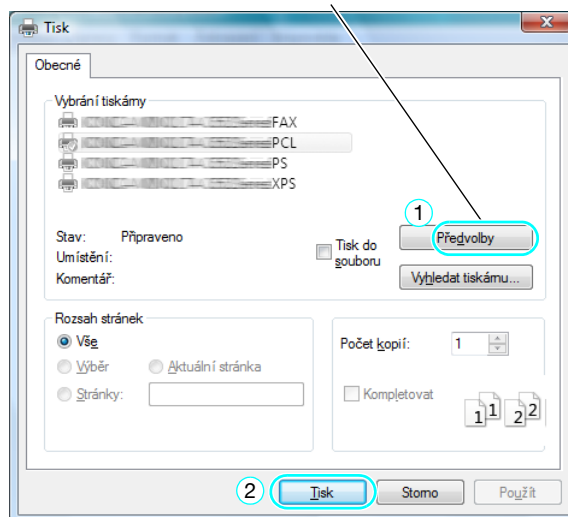 Tisk
Obecné
Vybrání tiskárny
FAX
PCL
PS
XPS
1
Stav: Připraveno
Tisk do souboru
Předvolby
Umístění:
Komentář:
Vyhledat tiskárnu...
Rozsah stránek
Vše
Výběr Aktuální stránka
Stránky:
Počet kopií: 1
Kompletovat
1 1 2 2
2
Tisk Storno Použít